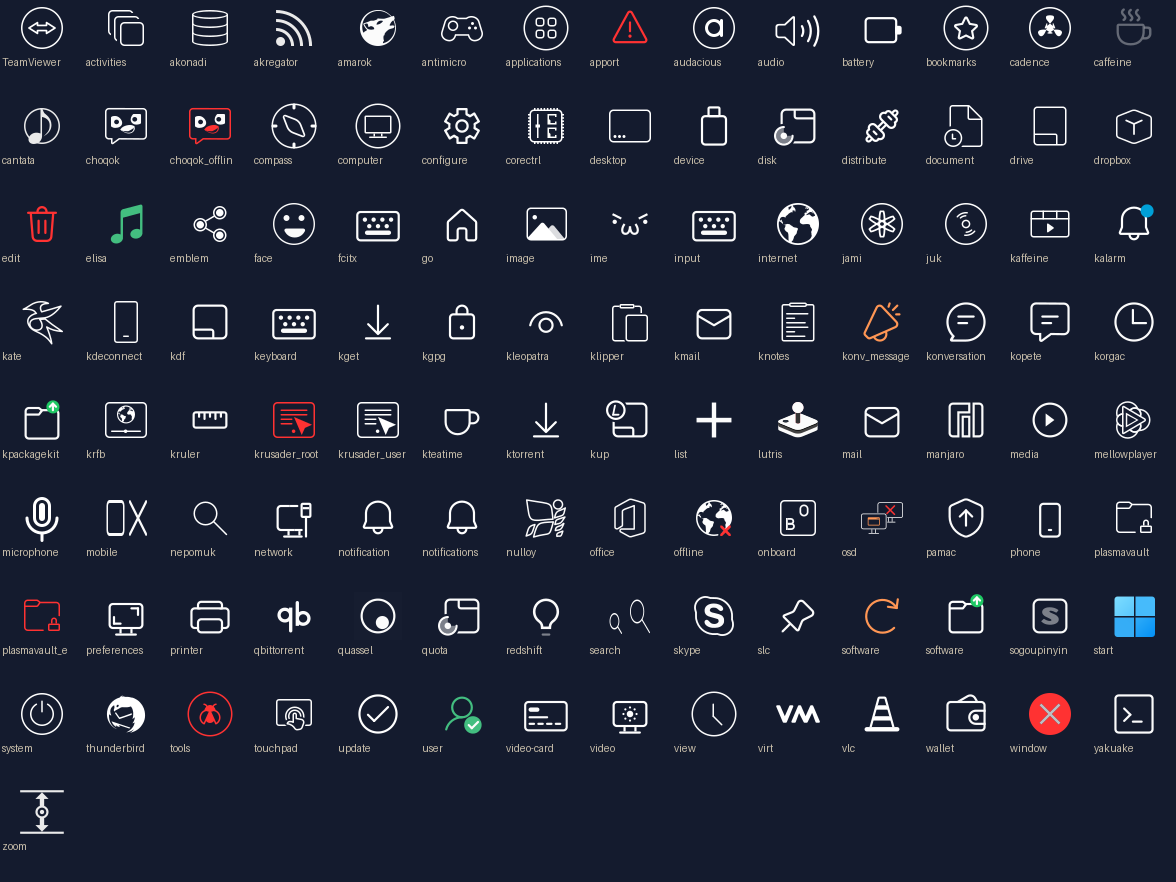 TeamViewer activities akonadi akregator amarok antimicro applications apport audacious audio battery bookmarks cadence caffeine
cantata choqok choqok_offlin compass computer configure corectrl desktop device disk distribute document drive dropbox
edit elisa emblem face fcitx go image ime input internet jami juk kaffeine kalarm
kate kdeconnect kdf keyboard kget kgpg kleopatra klipper kmail knotes konv_message konversation kopete korgac
kpackagekit krfb kruler krusader_root krusader_user kteatime ktorrent kup list lutris mail manjaro media mellowplayer
microphone mobile nepomuk network notification notifications nulloy office offline onboard osd pamac phone plasmavault
plasmavault_e preferences printer qbittorrent quassel quota redshift search skype slc software software sogoupinyin start
system thunderbird tools touchpad update user video-card video view virt vlc wallet window yakuake
zoom